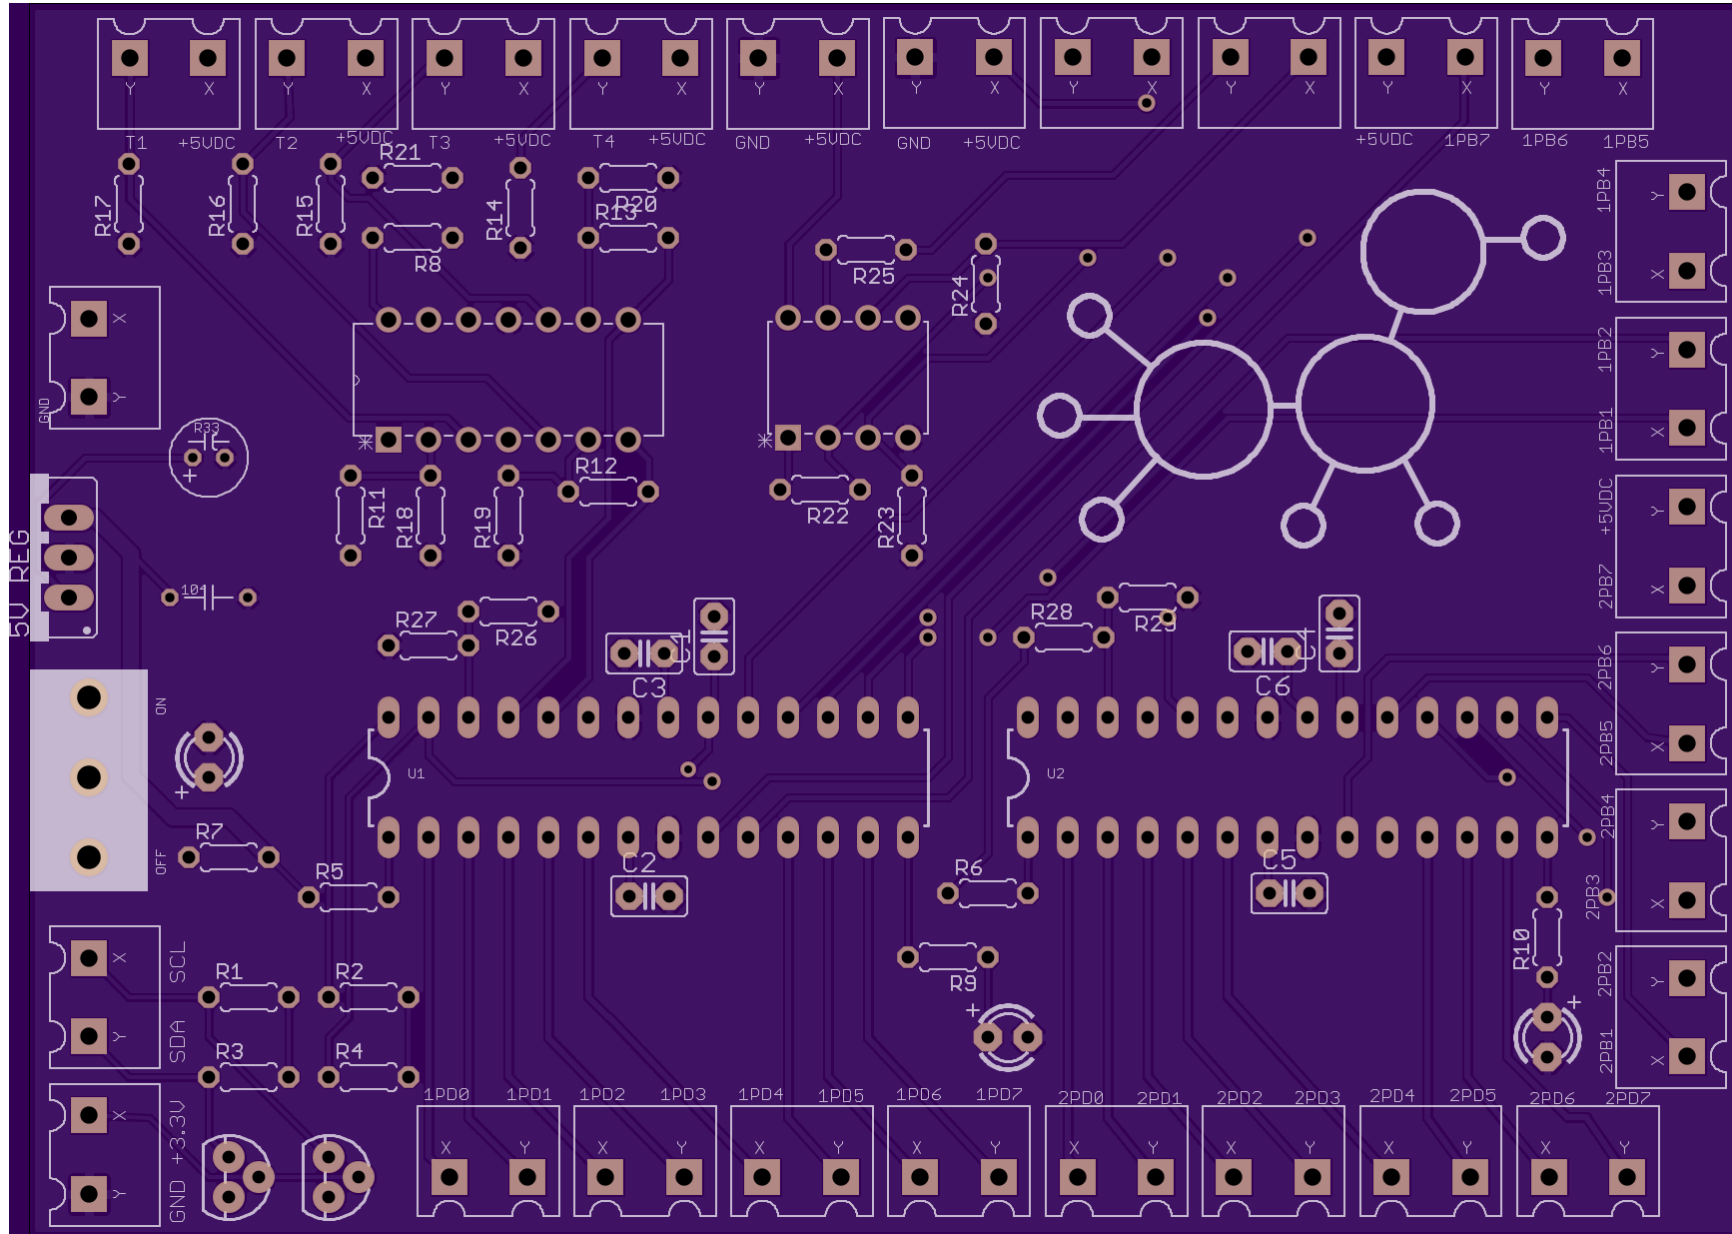 Y X Y X Y X Y X Y X Y X Y X Y X Y X Y X
T1 +5VDC T2 +5VDC T3 +5VDC T4 +5VDC GND +5VDC GND +5VDC +5VDC 1PB7 1PB6 1PB5
R21
R20
R13
R17
R16
R15
R14
R8
R25
R24
1PB4 Y
1PB3 X
X
Y
GND
1PB2 Y
1PB1 X
R33
+
R12
R11
R18
R19
R22
R23
+5VDC Y
2PB7 X
5V REG
101
R27
R26
R28
R29
C1
C3
C4
C6
2PB6 Y
2PB5 X
ON
OFF
+
U1
U2
R7
R5
C2
R6
C5
2PB4 Y
2PB3 X
R10
R9
+
+
X SCL
Y SDA
R1 R2
R3 R4
2PB2 Y
2PB1 X
X +3.3V
Y GND
1PD0 1PD1 1PD2 1PD3 1PD4 1PD5 1PD6 1PD7 2PD0 2PD1 2PD2 2PD3 2PD4 2PD5 2PD6 2PD7
X Y X Y X Y X Y X Y X Y X Y X Y